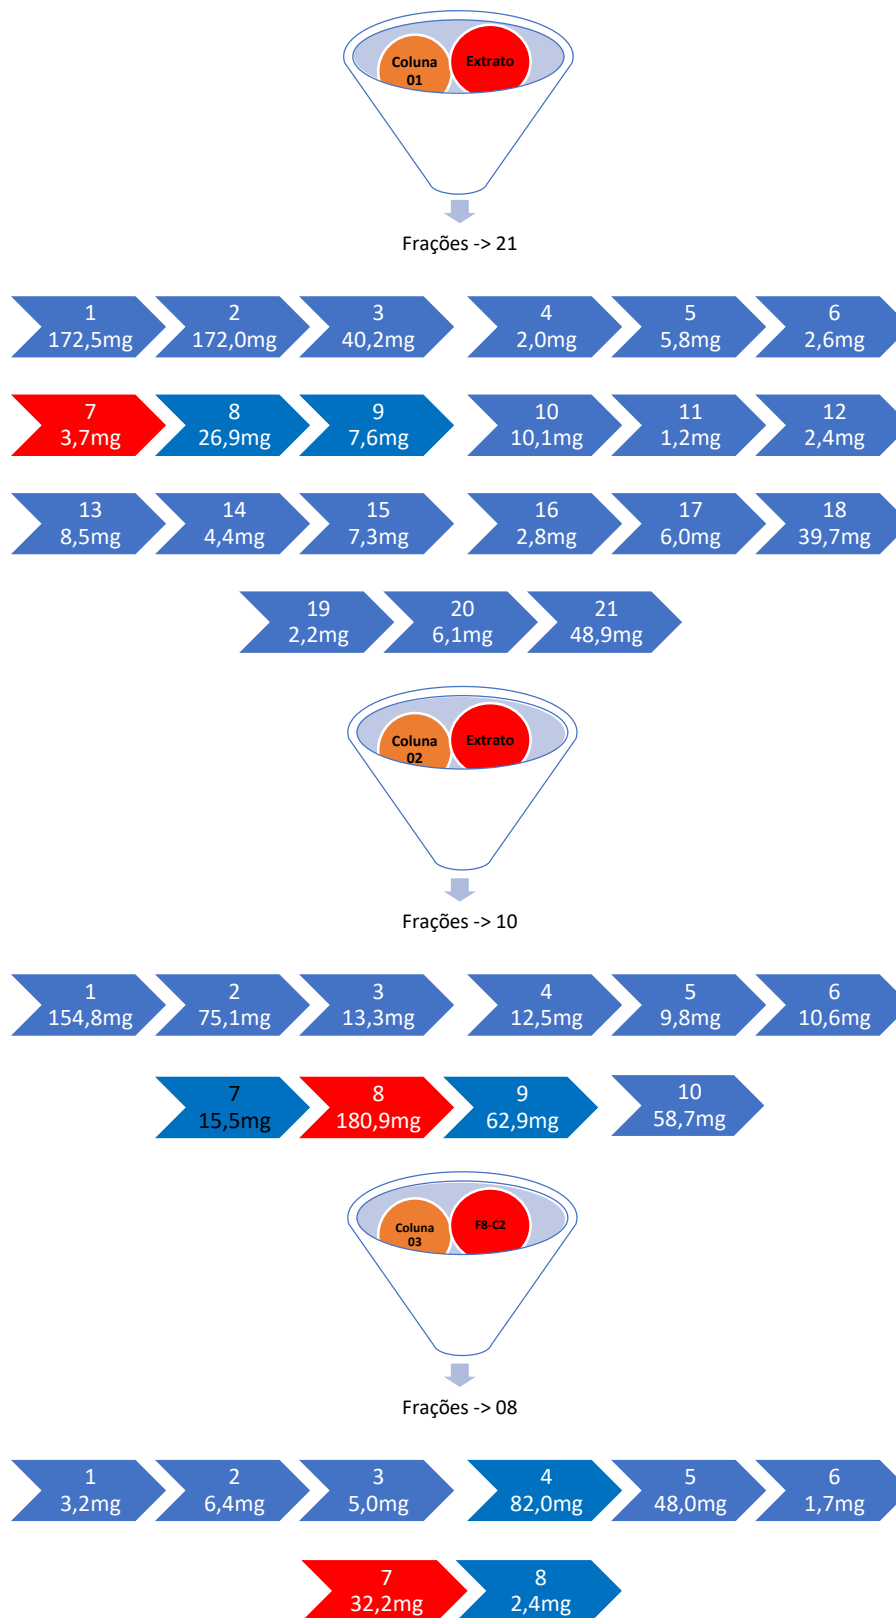 Coluna
01
Extrato
Frações -> 21
1
172,5mg
2
172,0mg
3
40,2mg
4
2,0mg
5
5,8mg
6
2,6mg
7
3,7mg
8
26,9mg
9
7,6mg
10
10,1mg
11
1,2mg
12
2,4mg
13
8,5mg
14
4,4mg
15
7,3mg
16
2,8mg
17
6,0mg
18
39,7mg
19
2,2mg
20
6,1mg
21
48,9mg
Coluna
02
Extrato
Frações -> 10
1
154,8mg
2
75,1mg
3
13,3mg
4
12,5mg
5
9,8mg
6
10,6mg
7
15,5mg
8
180,9mg
9
62,9mg
10
58,7mg
Coluna
03
F8-C2
Frações -> 08
1
3,2mg
2
6,4mg
3
5,0mg
4
82,0mg
5
48,0mg
6
1,7mg
7
32,2mg
8
2,4mg